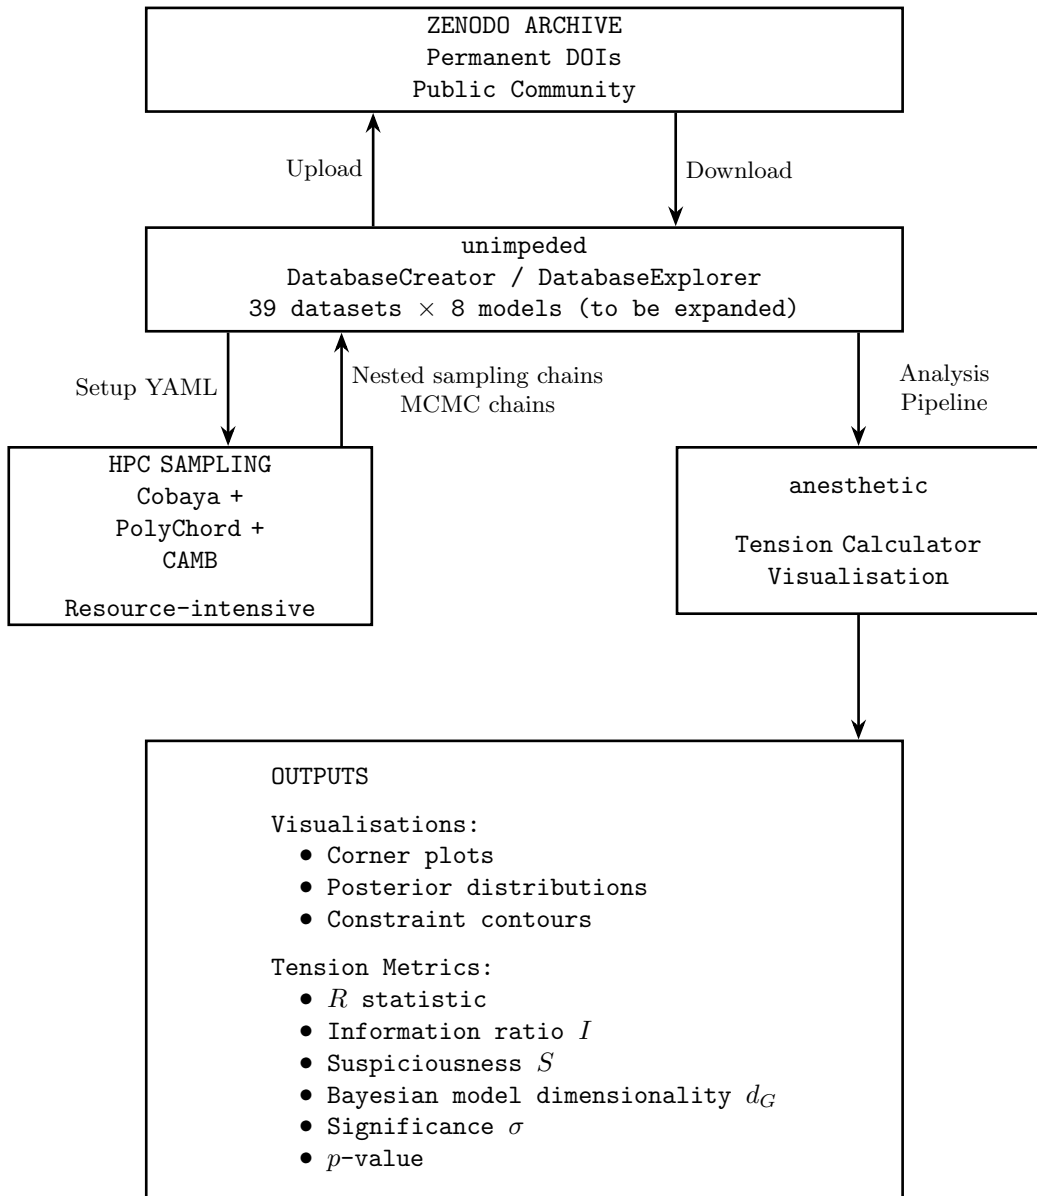 ZENODO ARCHIVE
Permanent DOIs
Public Community
Upload
Download
unimpeded
DatabaseCreator / DatabaseExplorer
39 datasets × 8 models (to be expanded)
Setup YAML
Nested sampling chains
MCMC chains
Analysis
Pipeline
HPC SAMPLING
Cobaya +
PolyChord +
CAMB
Resource-intensive
anesthetic
Tension Calculator
Visualisation
OUTPUTS
Visualisations:
• Corner plots
• Posterior distributions
• Constraint contours
Tension Metrics:
• R statistic
• Information ratio I
• Suspiciousness S
• Bayesian model dimensionality d_G
• Significance σ
• p-value